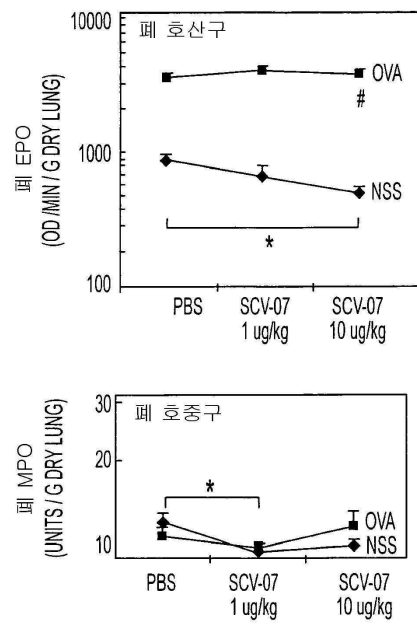 폐 호산구
10000
1000
100
폐 EPO
(OD /MIN / G DRY LUNG)
OVA
#
NSS
*
PBS
SCV-07
1 ug/kg
SCV-07
10 ug/kg
폐 호중구
30
20
10
폐 MPO
(UNITS / G DRY LUNG)
*
OVA
NSS
PBS
SCV-07
1 ug/kg
SCV-07
10 ug/kg